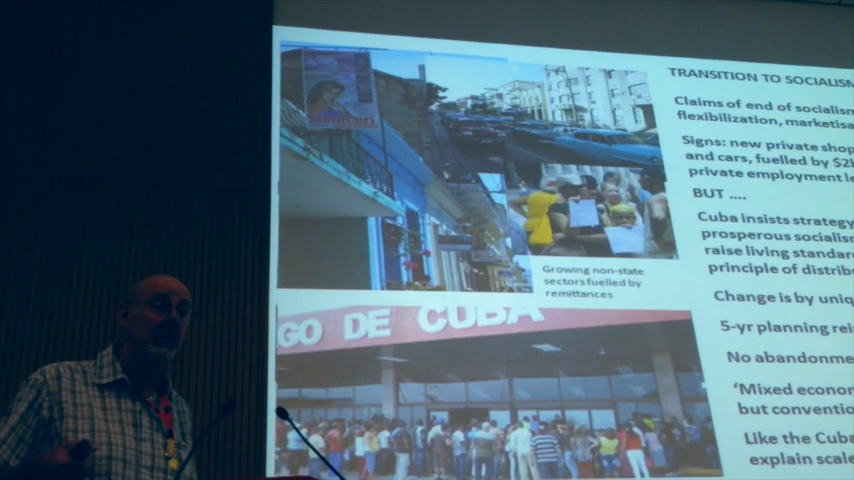 TRANSITION TO SOCIALISM
Claims of end of socialism
flexibilization, marketisa
Signs: new private shop
and cars, fuelled by $2b
private employment le
BUT ....
Cuba insists strategy
prosperous socialism
raise living standard
principle of distrib
Growing non-state
sectors fuelled by
remittances
Change is by uniq
5-yr planning rei
No abandonme
'Mixed econom
but conventio
Like the Cuba
explain scale
GO DE CUBA